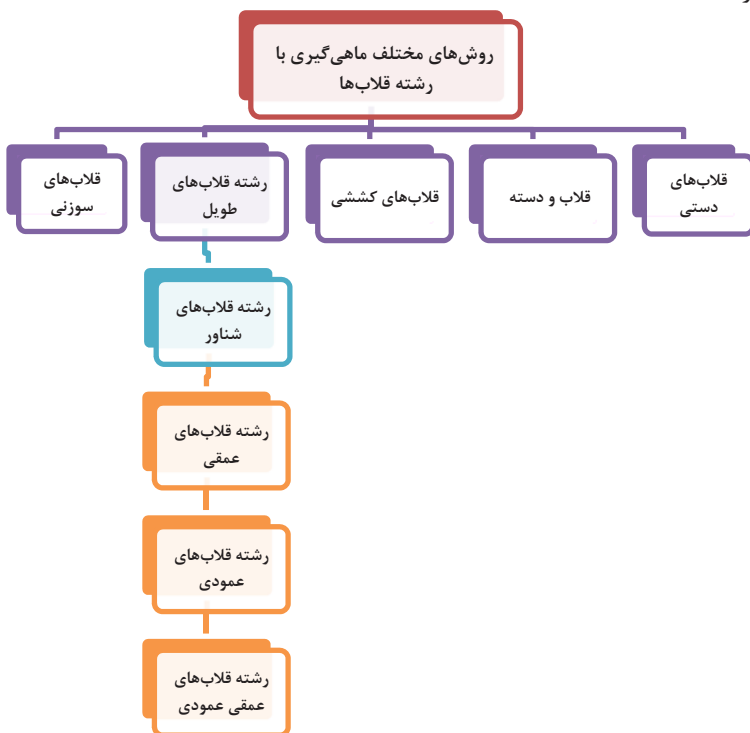 روش‌های مختلف ماهی‌گیری با
رشته قلاب‌ها
قلاب‌های
دستی
قلاب و دسته
قلاب‌های کششی
رشته قلاب‌های
طویل
قلاب‌های
سوزنی
رشته قلاب‌های
شناور
رشته قلاب‌های
عمقی
رشته قلاب‌های
عمودی
رشته قلاب‌های
عمقی عمودی